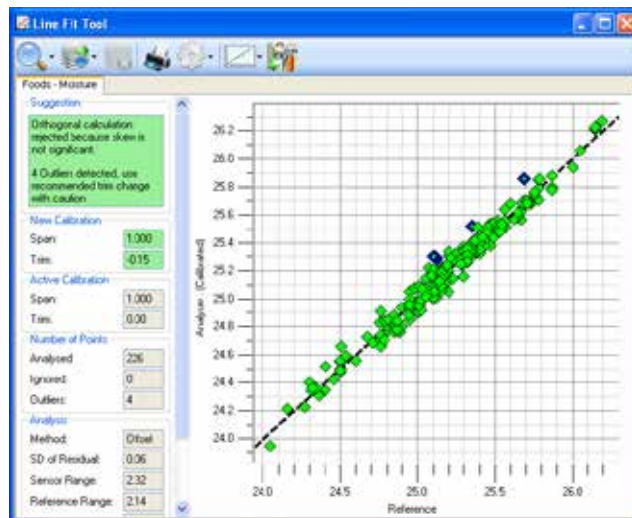 Line Fit Tool
Foods - Moisture
Suggestion
Orthogonal calculation
rejected because skew is
not significant.
4 Outliers detected, use
recommended trim change
with caution
New Calibration
Span: 1.000
Trim: -0.15
Active Calibration
Span: 1.000
Trim: 0.00
Number of Points
Analysed 226
Ignored: 0
Outliers: 4
Analysis
Method: Offset
SD of Residual: 0.06
Sensor Range: 2.32
Reference Range: 2.14
Analyser - (Calibrated)
26.2
26.0
25.8
25.6
25.4
25.2
25.0
24.8
24.6
24.4
24.2
24.0
24.0 24.5 25.0 25.5 26.0
Reference